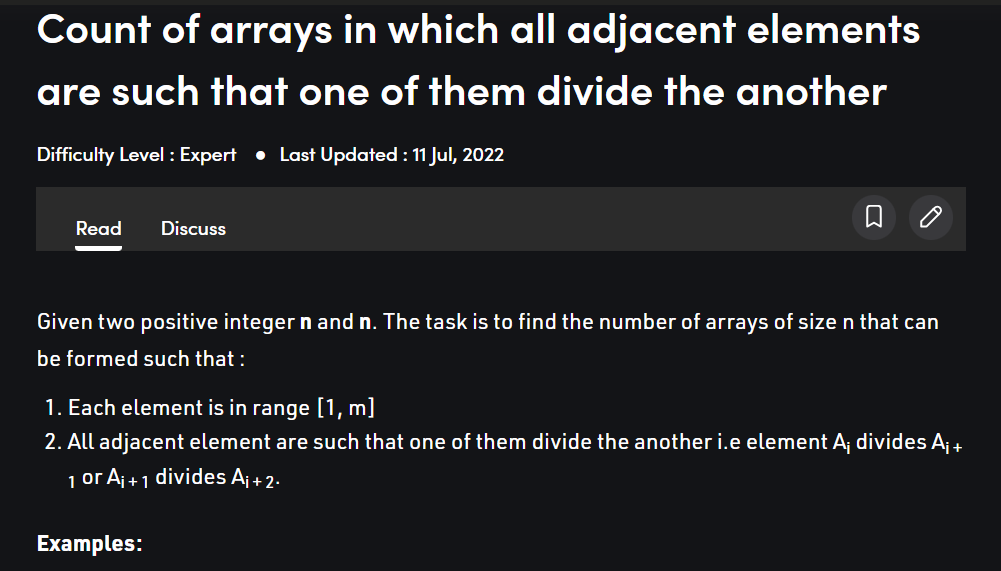 Count of arrays in which all adjacent elements
are such that one of them divide the another
Difficulty Level : Expert ● Last Updated : 11 Jul, 2022
Read Discuss
Given two positive integer n and n. The task is to find the number of arrays of size n that can
be formed such that :
1. Each element is in range [1, m]
2. All adjacent element are such that one of them divide the another i.e element Ai divides Ai +
1 or Ai + 1 divides Ai + 2.
Examples: